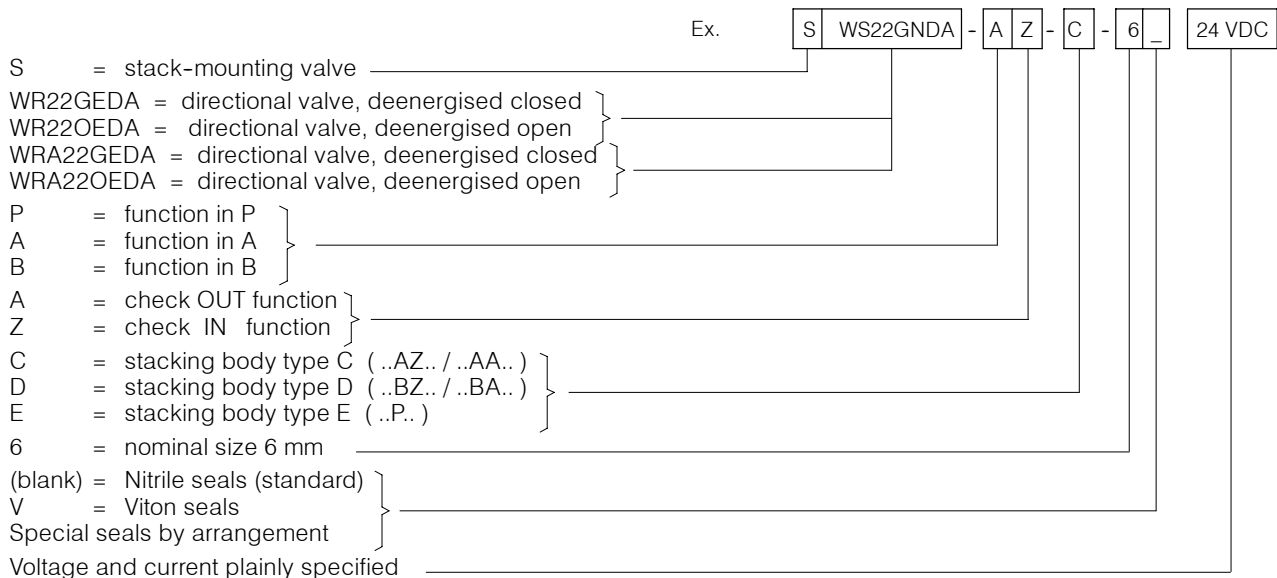 Ex. S WS22GNDA - A Z - C - 6 _ 24 VDC
S = stack-mounting valve
WR22GEDA = directional valve, deenergised closed
WR22OEDA = directional valve, deenergised open
WRA22GEDA = directional valve, deenergised closed
WRA22OEDA = directional valve, deenergised open
P = function in P
A = function in A
B = function in B
A = check OUT function
Z = check IN function
C = stacking body type C ( ..AZ.. / ..AA.. )
D = stacking body type D ( ..BZ.. / ..BA.. )
E = stacking body type E ( ..P.. )
6 = nominal size 6 mm
(blank) = Nitrile seals (standard)
V = Viton seals
Special seals by arrangement
Voltage and current plainly specified